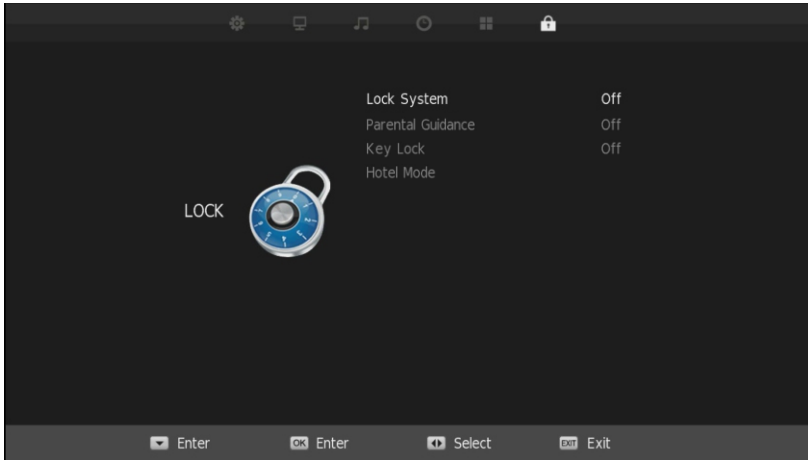 Lock System Off
Parental Guidance Off
Key Lock Off
Hotel Mode
LOCK
Enter OK Enter Select EXIT Exit